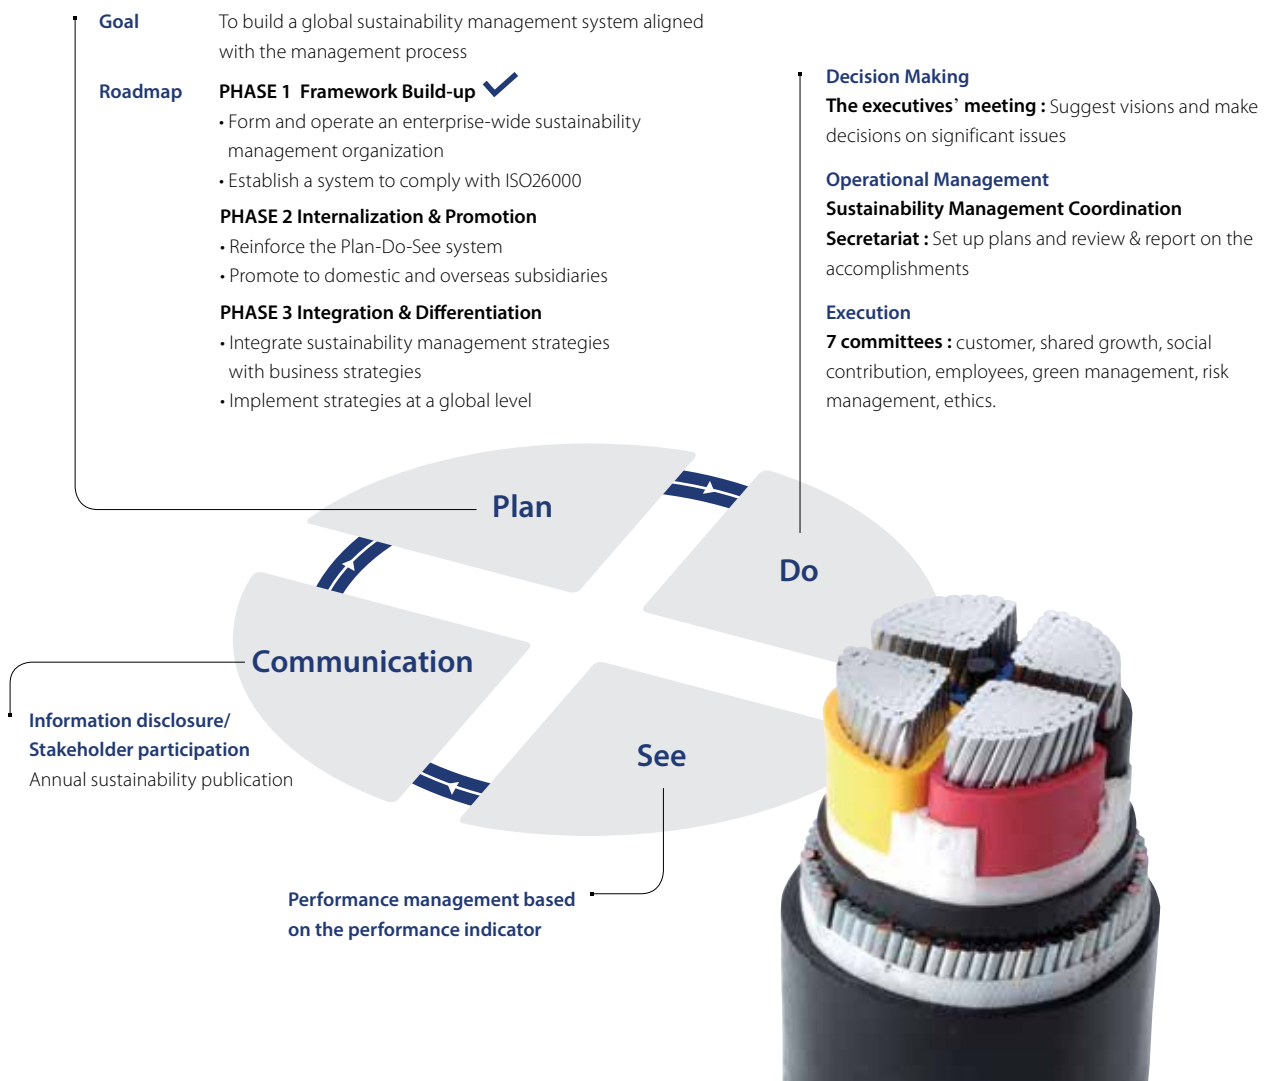 Goal
To build a global sustainability management system aligned
with the management process
Roadmap
PHASE 1 Framework Build-up
• Form and operate an enterprise-wide sustainability
management organization
• Establish a system to comply with ISO26000
PHASE 2 Internalization & Promotion
• Reinforce the Plan-Do-See system
• Promote to domestic and overseas subsidiaries
PHASE 3 Integration & Differentiation
• Integrate sustainability management strategies
with business strategies
• Implement strategies at a global level
Decision Making
The executives’ meeting : Suggest visions and make
decisions on significant issues
Operational Management
Sustainability Management Coordination
Secretariat : Set up plans and review & report on the
accomplishments
Execution
7 committees : customer, shared growth, social
contribution, employees, green management, risk
management, ethics.
Plan
Do
Communication
See
Information disclosure/
Stakeholder participation
Annual sustainability publication
Performance management based
on the performance indicator